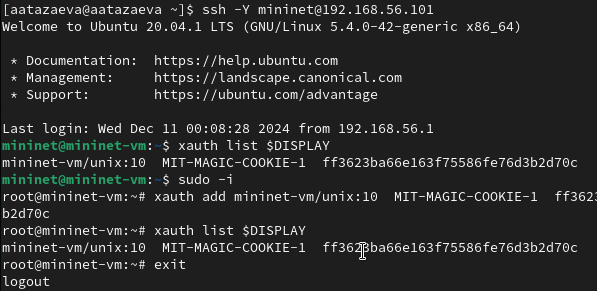 [aatazaeva@aatazaeva ~]$ ssh -Y mininet@192.168.56.101
Welcome to Ubuntu 20.04.1 LTS (GNU/Linux 5.4.0-42-generic x86_64)
* Documentation:  https://help.ubuntu.com
* Management:     https://landscape.canonical.com
* Support:        https://ubuntu.com/advantage
Last login: Wed Dec 11 00:08:28 2024 from 192.168.56.1
mininet@mininet-vm:~$ xauth list $DISPLAY
mininet-vm/unix:10  MIT-MAGIC-COOKIE-1  ff3623ba66e163f75586fe76d3b2d70c
mininet@mininet-vm:~$ sudo -i
root@mininet-vm:~# xauth add mininet-vm/unix:10  MIT-MAGIC-COOKIE-1  ff3623
b2d70c
root@mininet-vm:~# xauth list $DISPLAY
mininet-vm/unix:10  MIT-MAGIC-COOKIE-1  ff3623ba66e163f75586fe76d3b2d70c
root@mininet-vm:~# exit
logout